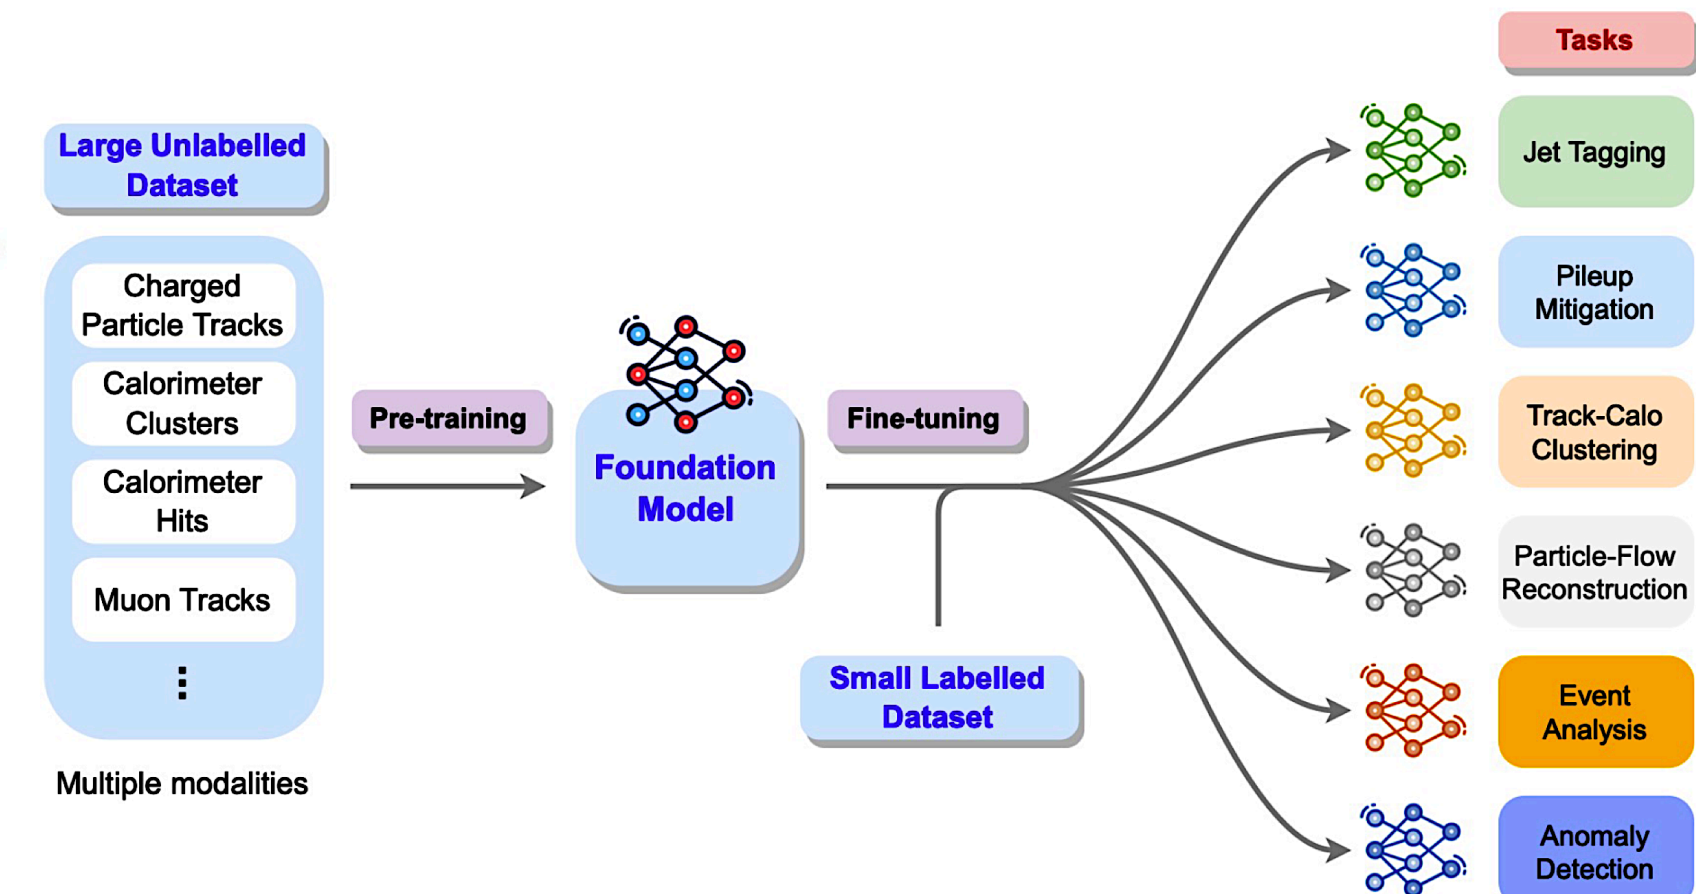 Large Unlabelled
Dataset
Charged
Particle Tracks
Calorimeter
Clusters
Calorimeter
Hits
Muon Tracks
Multiple modalities
Pre-training
Foundation
Model
Fine-tuning
Small Labelled
Dataset
Tasks
Jet Tagging
Pileup
Mitigation
Track-Calo
Clustering
Particle-Flow
Reconstruction
Event
Analysis
Anomaly
Detection